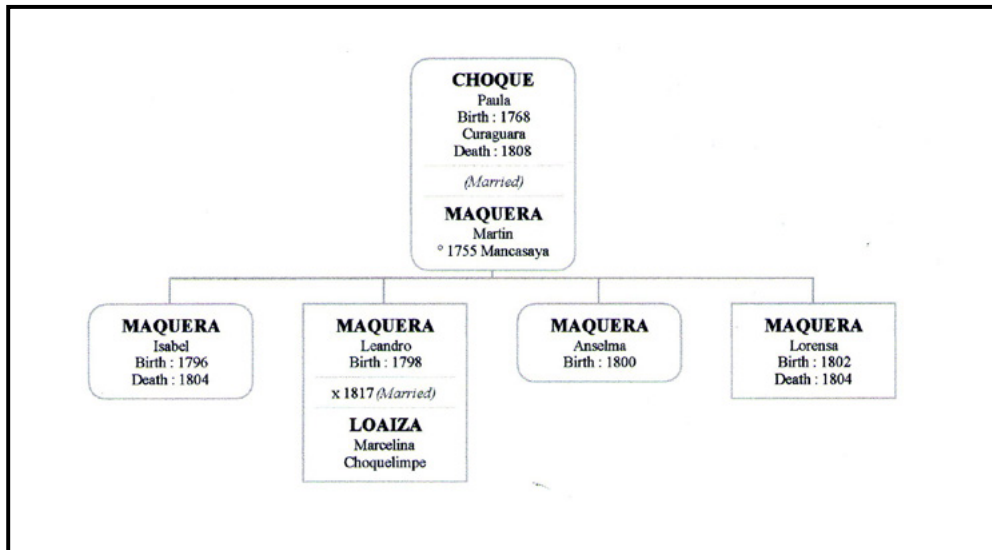 CHOQUE
Paula
Birth : 1768
Curaguara
Death : 1808
(Married)
MAQUERA
Martin
° 1755 Mancasaya
MAQUERA
Isabel
Birth : 1796
Death : 1804
MAQUERA
Leandro
Birth : 1798
x 1817 (Married)
LOAIZA
Marcelina
Choquelimpe
MAQUERA
Anselma
Birth : 1800
MAQUERA
Lorensa
Birth : 1802
Death : 1804